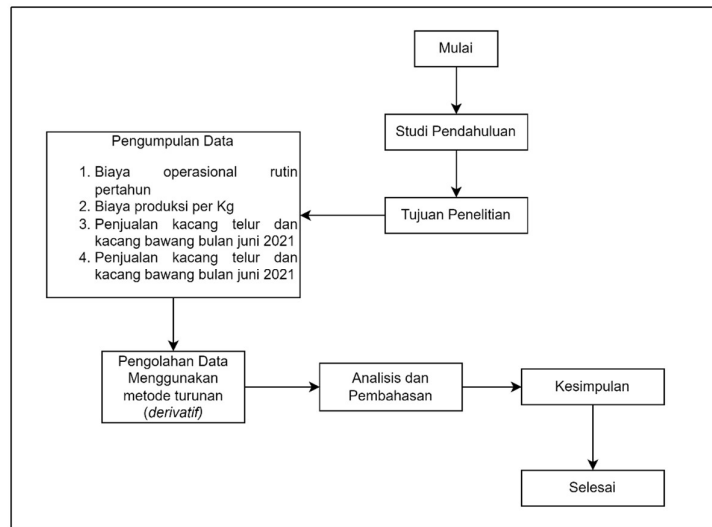 Mulai
Studi Pendahuluan
Tujuan Penelitian
Pengumpulan Data
1. Biaya operasional rutin
pertahun
2. Biaya produksi per Kg
3. Penjualan kacang telur dan
kacang bawang bulan juni 2021
4. Penjualan kacang telur dan
kacang bawang bulan juni 2021
Pengolahan Data
Menggunakan
metode turunan
(derivatif)
Analisis dan
Pembahasan
Kesimpulan
Selesai